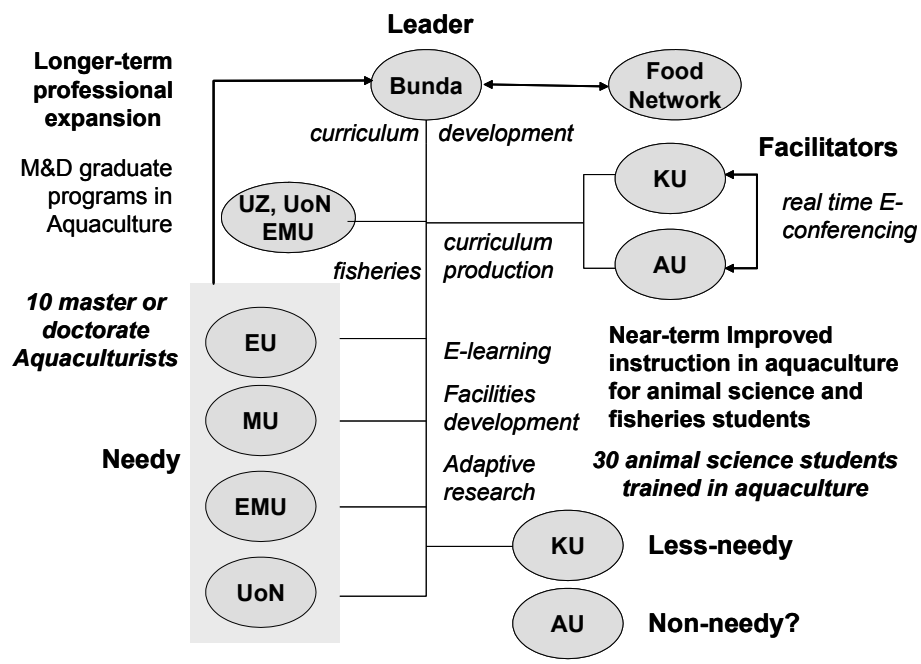 Leader
Longer-term
professional
expansion
Bunda
Food
Network
curriculum development
M&D graduate
programs in
Aquaculture
UZ, UoN
EMU
Facilitators
KU
real time E-
conferencing
AU
curriculum
production
fisheries
10 master or
doctorate
Aquaculturists
EU
MU
EMU
UoN
Needy
E-learning
Facilities
development
Adaptive
research
Near-term Improved
instruction in aquaculture
for animal science and
fisheries students
30 animal science students
trained in aquaculture
KU
Less-needy
AU
Non-needy?